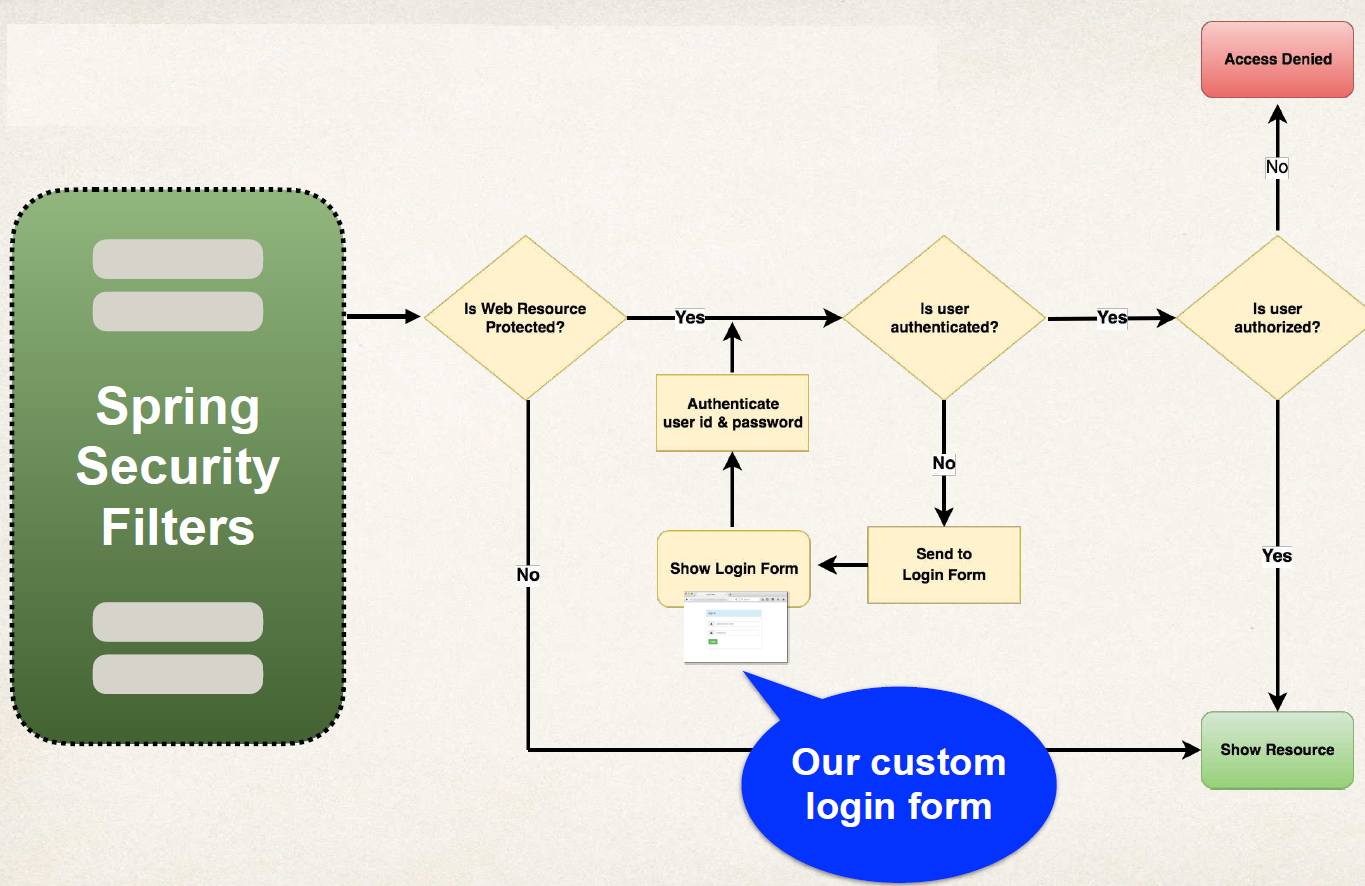 Access Denied
No
Spring
Security
Filters
Is Web Resource
Protected?
Yes
Is user
authenticated?
Yes
Is user
authorized?
Authenticate
user id & password
No
Send to
Login Form
Show Login Form
No
Yes
Our custom
login form
Show Resource